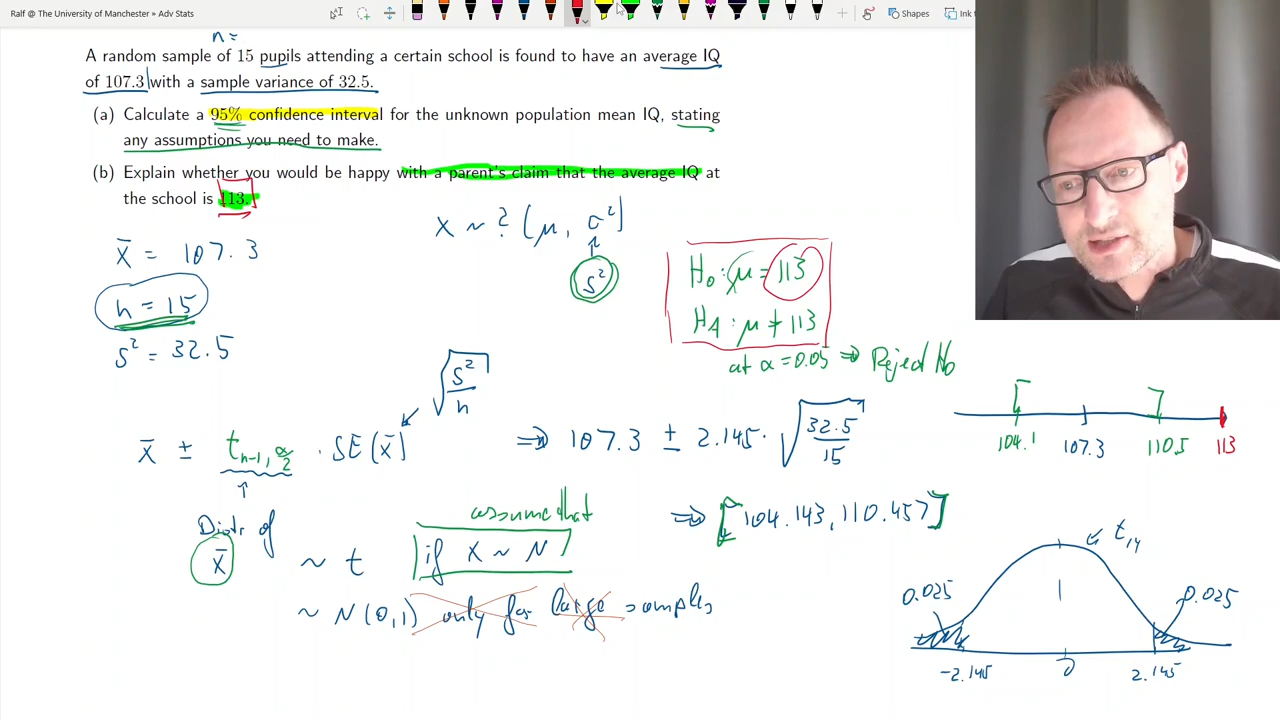 Ralf @ The University of Manchester » Adv Stats
Shapes
Ink to
n =
A random sample of 15 pupils attending a certain school is found to have an average IQ
of 107.3 with a sample variance of 32.5.
(a) Calculate a 95% confidence interval for the unknown population mean IQ, stating
any assumptions you need to make.
(b) Explain whether you would be happy with a parent's claim that the average IQ at
the school is 113.
X ~ ? (μ, σ²)
s²
x̄ = 107.3
n = 15
s² = 32.5
H₀ : μ = 113
H_A : μ ≠ 113
at α = 0.05 ⇒ Reject H₀
√(s²/n)
x̄ ± t_{n-1, α/2} · SE(x̄) ⇒ 107.3 ± 2.145 · √(32.5/15)
104.1 107.3 110.5 113
assume that
⇒ [104.143, 110.457]
Distr of
x̄ ~ t if X ~ N
~ N(0,1) only for large samples
t₁₄
0.025 0.025
-2.145 0 2.145